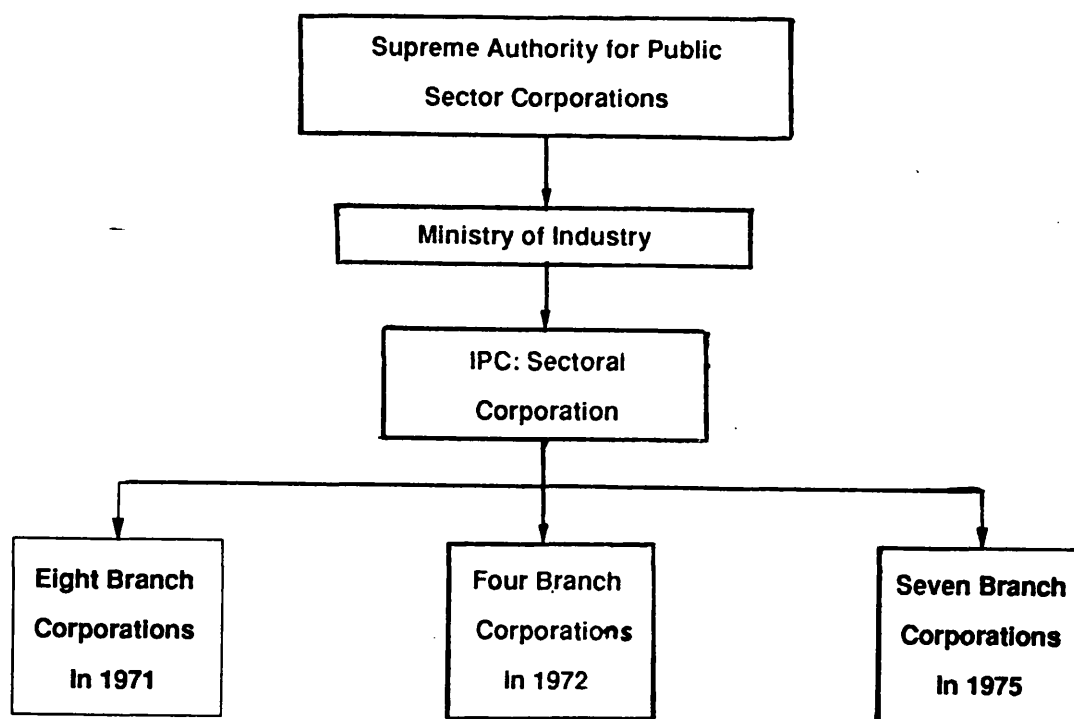 Supreme Authority for Public
Sector Corporations
Ministry of Industry
IPC: Sectoral
Corporation
Eight Branch
Corporations
In 1971
Four Branch
Corporations
In 1972
Seven Branch
Corporations
In 1975